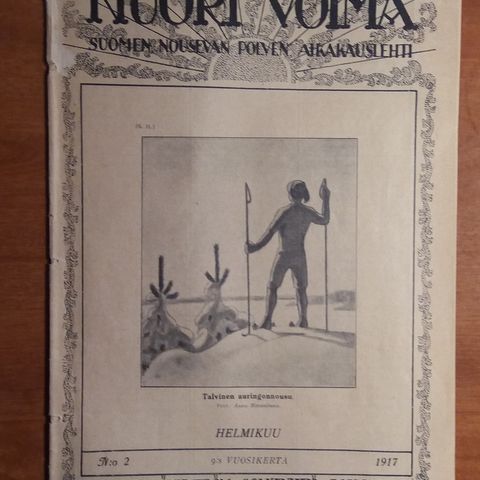 NUORI VOIMA
SUOMEN NOUSEVAN POLVEN AIKAKAUSLEHTI
Talvinen auringonnousu.
HELMIKUU
N:o 2 9:s VUOSIKERTA 1917